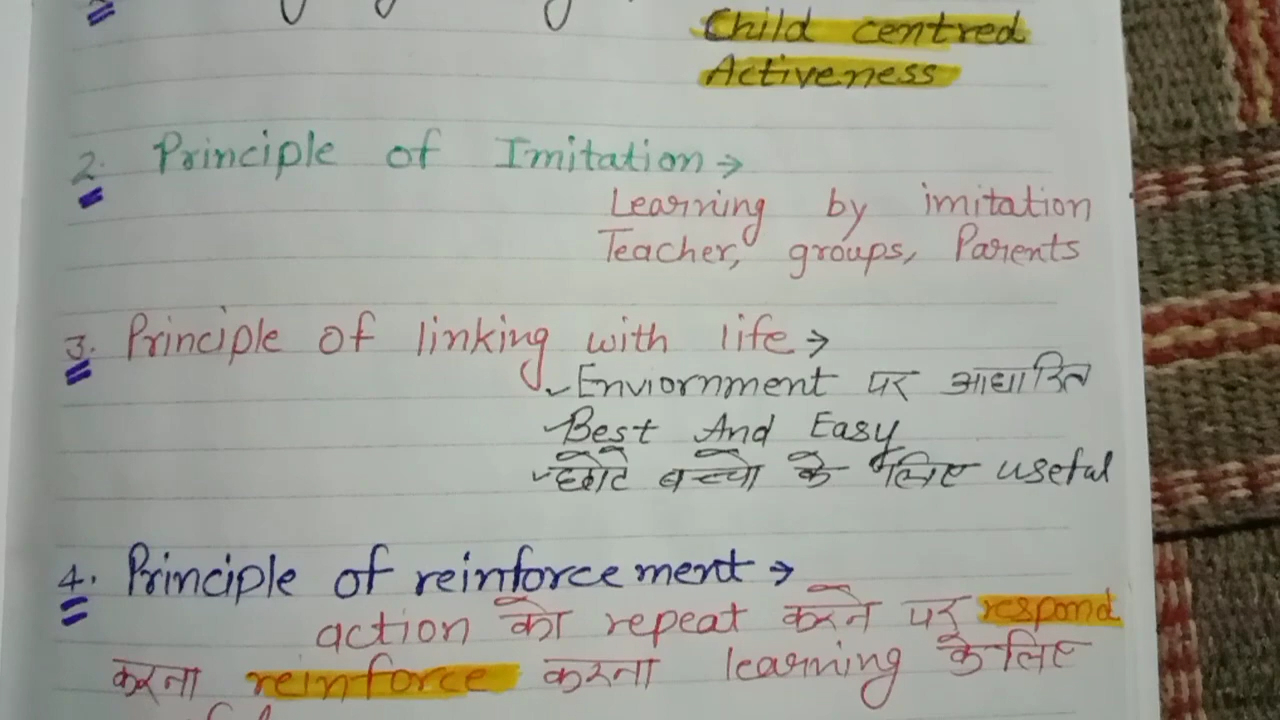 Child centred
Activeness
2. Principle of Imitation →
Learning by imitation
Teacher, groups, Parents
3. Principle of linking with life →
Enviornment पर आधारित
Best And Easy
छोटे बच्चो के लिए useful
4. Principle of reinforcement →
action को repeat करने पर respond
करना reinforce करना learning के लिए